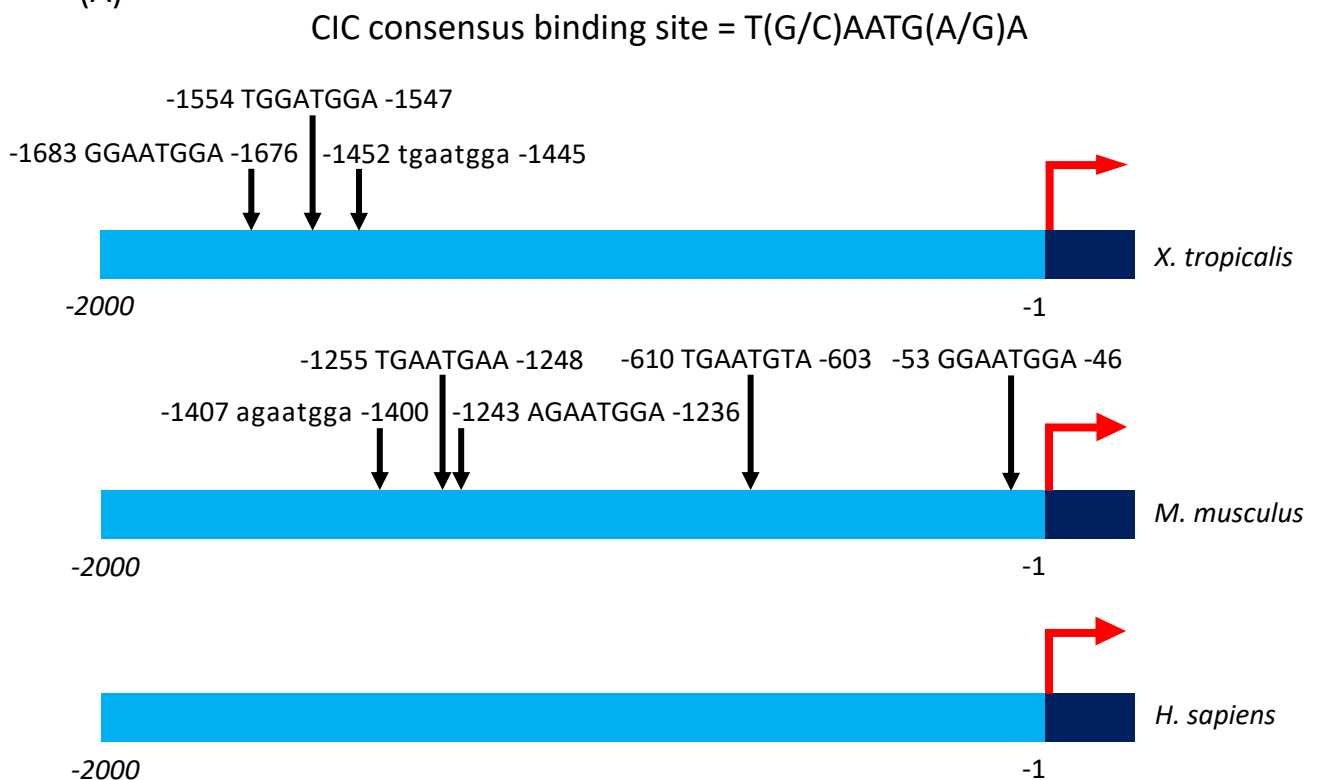 (A)
CIC consensus binding site = T(G/C)AATG(A/G)A
-1554 TGGATGGA -1547
-1683 GGAATGGA -1676
-1452 tgaatgga -1445
X. tropicalis
-2000
-1
-1255 TGAATGAA -1248
-610 TGAATGTA -603
-53 GGAATGGA -46
-1407 agaatgga -1400
-1243 AGAATGGA -1236
M. musculus
-2000
-1
H. sapiens
-2000
-1